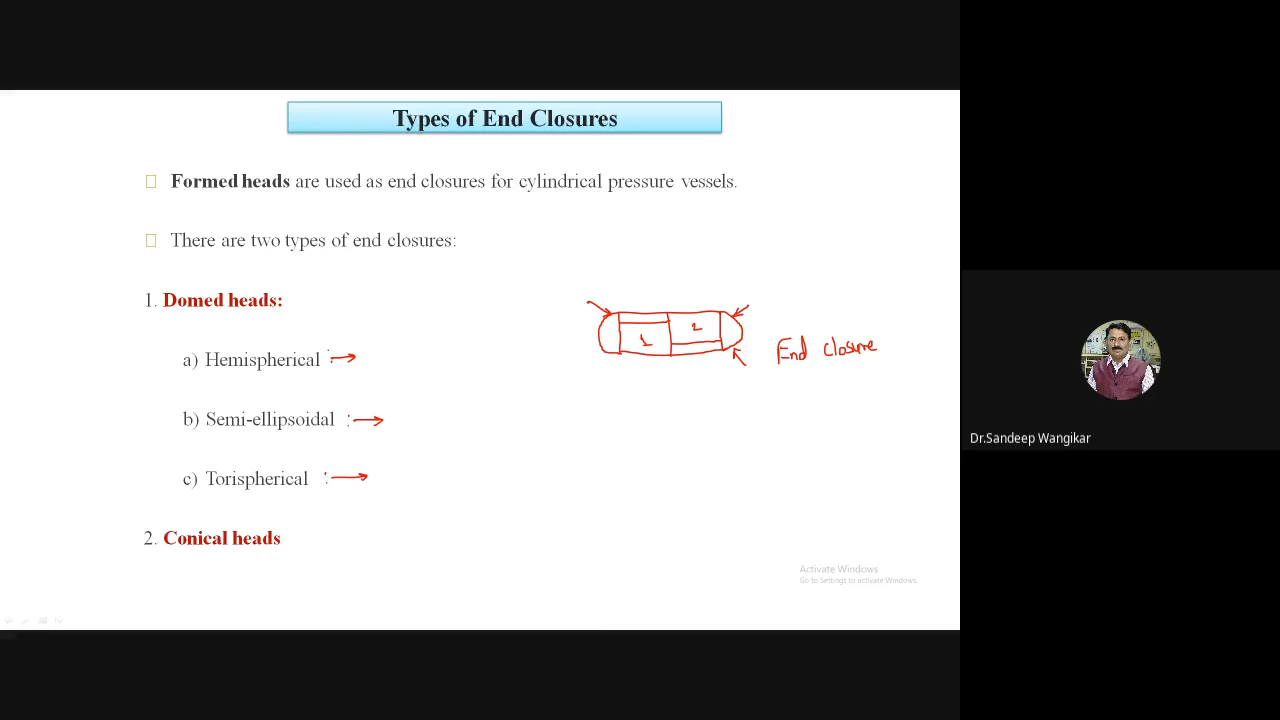 Types of End Closures
Formed heads are used as end closures for cylindrical pressure vessels.
There are two types of end closures:
1. Domed heads:
a) Hemispherical :
b) Semi-ellipsoidal :
c) Torispherical :
2. Conical heads
1
2
End closure
Activate Windows
Go to Settings to activate Windows.
Dr.Sandeep Wangikar